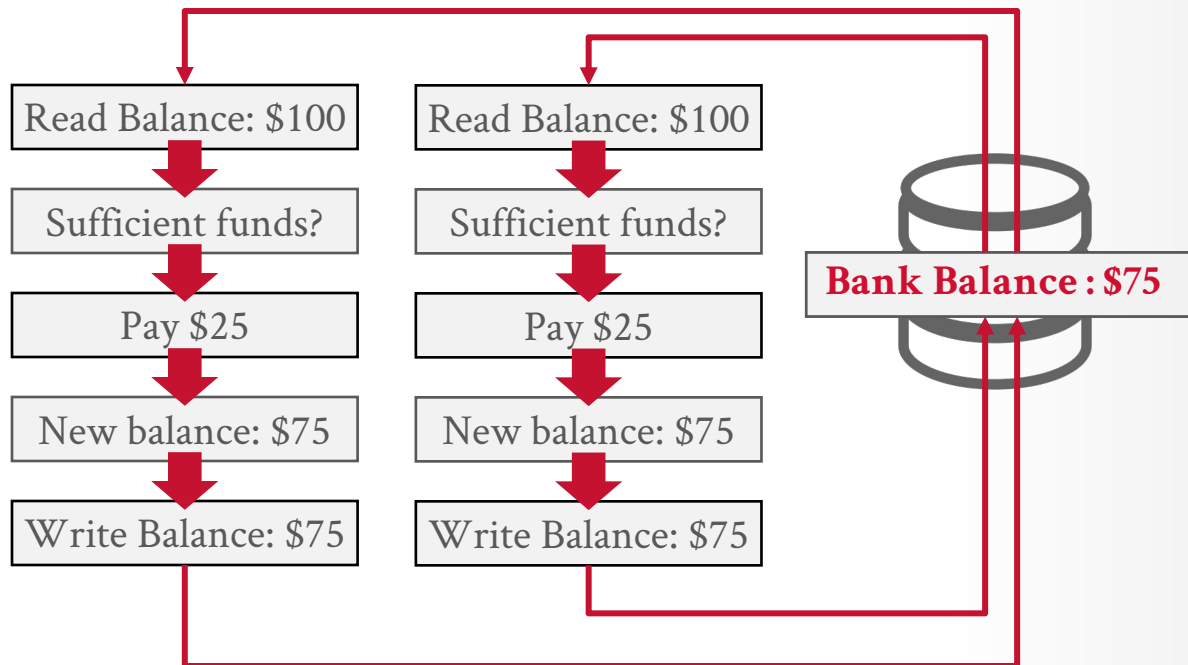 Read Balance: $100
Sufficient funds?
Pay $25
New balance: $75
Write Balance: $75
Read Balance: $100
Sufficient funds?
Pay $25
New balance: $75
Write Balance: $75
Bank Balance : $75